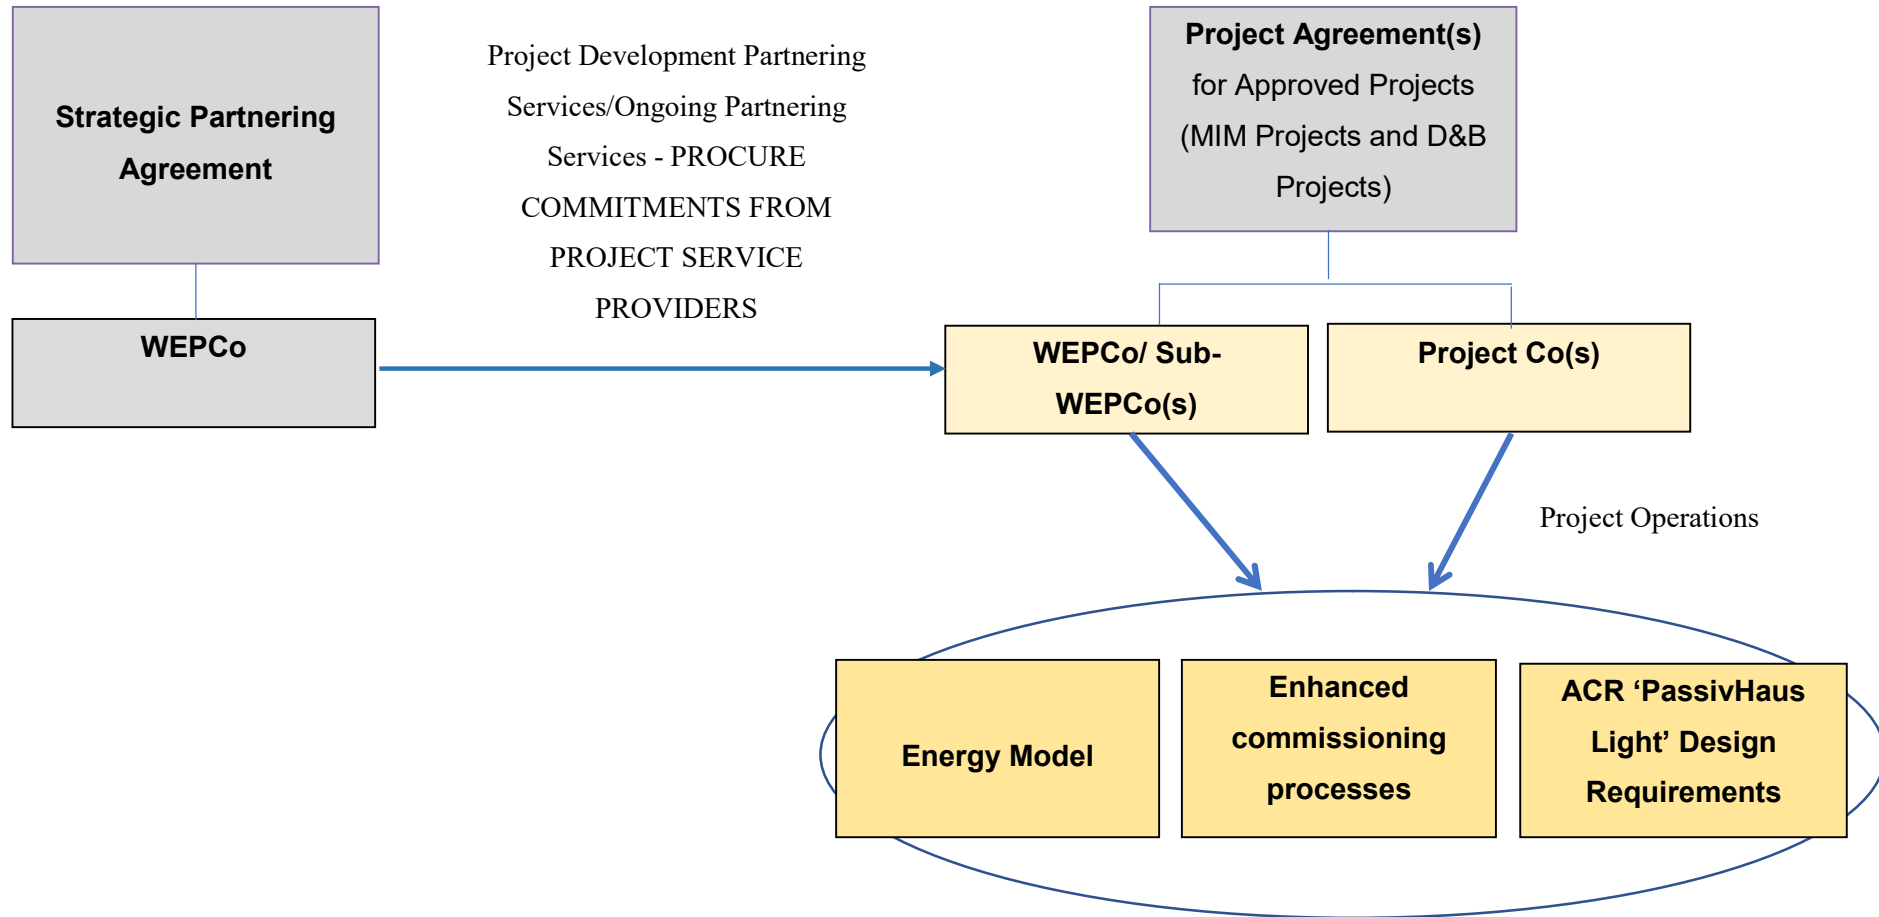 Strategic Partnering
Agreement
WEPCo
Project Development Partnering
Services/Ongoing Partnering
Services - PROCURE
COMMITMENTS FROM
PROJECT SERVICE
PROVIDERS
Project Agreement(s)
for Approved Projects
(MIM Projects and D&B
Projects)
WEPCo/ Sub-
WEPCo(s)
Project Co(s)
Project Operations
Energy Model
Enhanced
commissioning
processes
ACR ‘PassivHaus
Light’ Design
Requirements